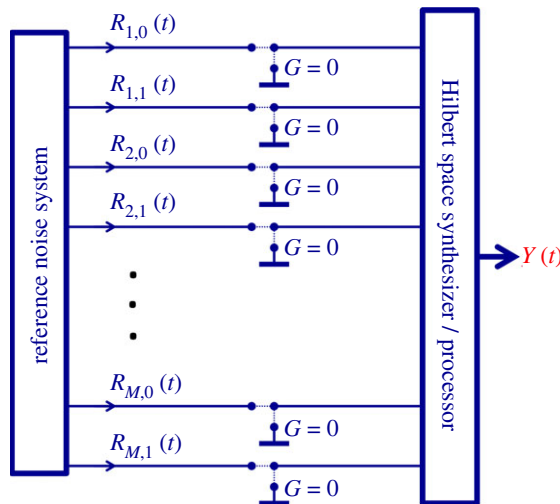 reference noise system
R1,0 (t)
G = 0
R1,1 (t)
G = 0
R2,0 (t)
G = 0
R2,1 (t)
G = 0
RM,0 (t)
G = 0
RM,1 (t)
G = 0
Hilbert space synthesizer / processor
Y (t)